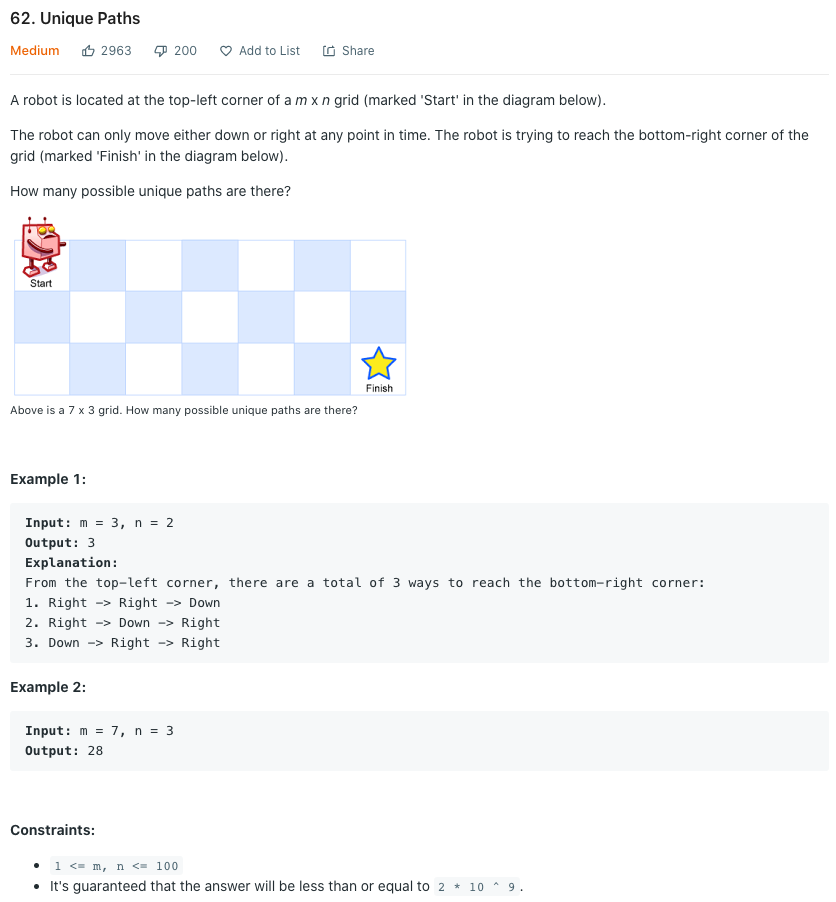 62. Unique Paths
Medium 2963 200 Add to List Share
A robot is located at the top-left corner of a m x n grid (marked 'Start' in the diagram below).
The robot can only move either down or right at any point in time. The robot is trying to reach the bottom-right corner of the
grid (marked 'Finish' in the diagram below).
How many possible unique paths are there?
Start
Finish
Above is a 7 x 3 grid. How many possible unique paths are there?
Example 1:
Input: m = 3, n = 2
Output: 3
Explanation:
From the top-left corner, there are a total of 3 ways to reach the bottom-right corner:
1. Right -> Right -> Down
2. Right -> Down -> Right
3. Down -> Right -> Right
Example 2:
Input: m = 7, n = 3
Output: 28
Constraints:
• 1 <= m, n <= 100
• It's guaranteed that the answer will be less than or equal to 2 * 10 ^ 9 .